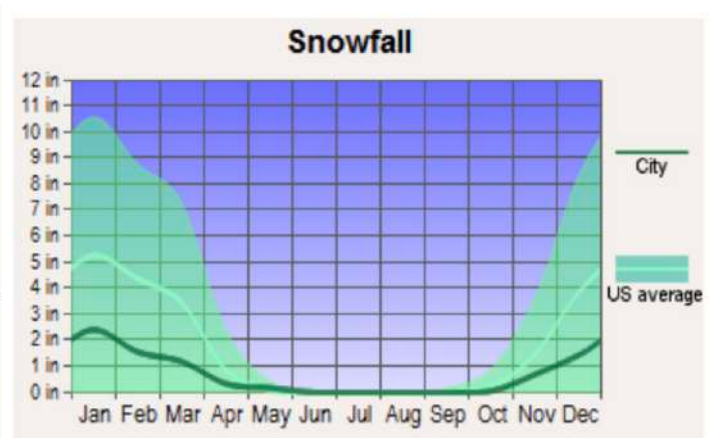 Snowfall
12 in
11 in
10 in
9 in
8 in
7 in
6 in
5 in
4 in
3 in
2 in
1 in
0 in
Jan Feb Mar Apr May Jun Jul Aug Sep Oct Nov Dec
City
US average